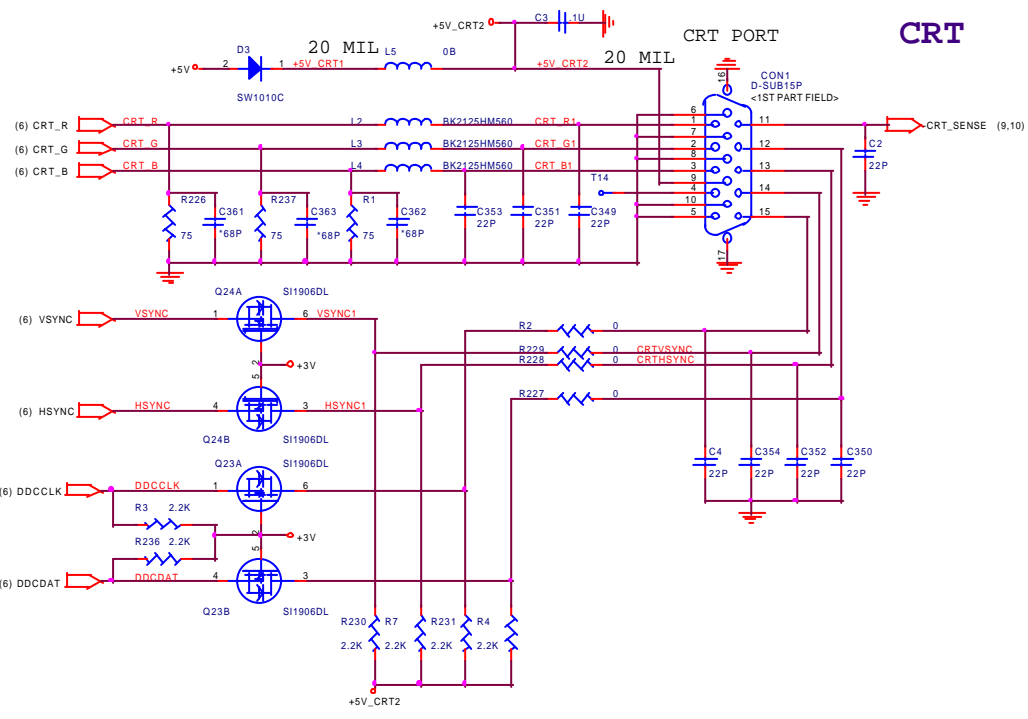 CRT
+5V_CRT2
C3
.1U
D3
20 MIL
L5
0B
CRT PORT
+5V
2
1
+5V_CRT1
+5V_CRT2
20 MIL
16
CON1
D-SUB15P
<1ST PART FIELD>
SW1010C
(6) CRT_R
CRT_R
L2
BK2125HM560
CRT_R1
6
1
11
CRT_SENSE (9,10)
(6) CRT_G
CRT_G
L3
BK2125HM560
CRT_G1
7
2
12
C2
22P
(6) CRT_B
CRT_B
L4
BK2125HM560
CRT_B1
8
3
13
T14
9
4
14
10
5
15
17
R226
75
C361
*68P
R237
75
C363
*68P
R1
75
C362
*68P
C353
22P
C351
22P
C349
22P
Q24A
SI1906DL
(6) VSYNC
VSYNC
1
6
VSYNC1
2
+3V
5
(6) HSYNC
HSYNC
4
3
HSYNC1
Q24B
SI1906DL
R2
0
R229
0
CRTVSYNC
R228
0
CRTHSYNC
R227
0
C4
22P
C354
22P
C352
22P
C350
22P
Q23A
SI1906DL
(6) DDCCLK
DDCCLK
1
6
R3 2.2K
2
+3V
R236 2.2K
5
(6) DDCDAT
DDCDAT
4
3
Q23B
SI1906DL
R230
2.2K
R7
2.2K
R231
2.2K
R4
2.2K
+5V_CRT2